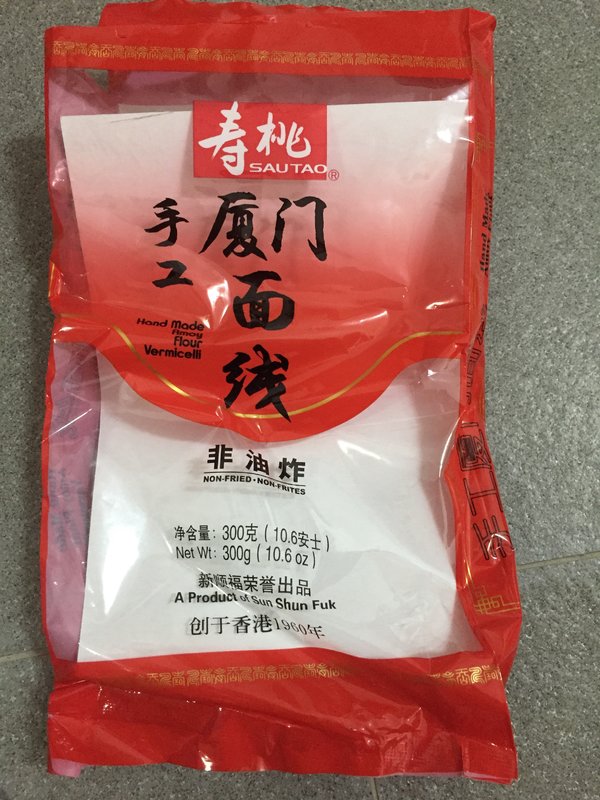 寿桃
SAUTAO®
手工
厦门
面
线
Hand Made
Amoy
Flour
Vermicelli
非油炸
NON-FRIED·NON-FRITES
净含量: 300克 (10.6安士)
Net Wt: 300g (10.6 oz)
新顺福荣誉出品
A Product of Sun Shun Fuk
创于香港1960年
Hand Made